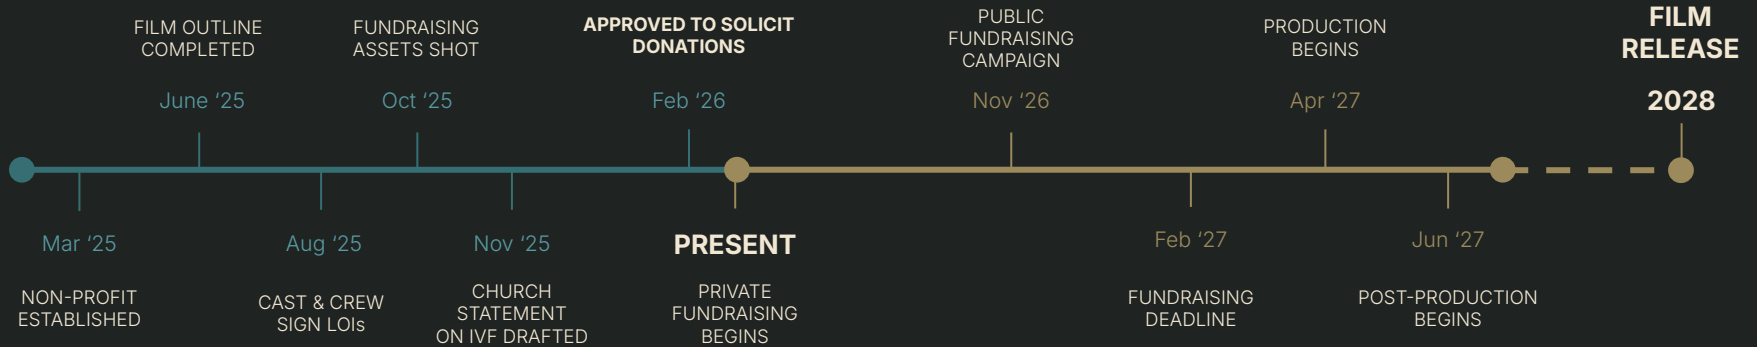 FILM OUTLINE
COMPLETED
June ‘25
FUNDRAISING
ASSETS SHOT
Oct ‘25
APPROVED TO SOLICIT
DONATIONS
Feb ‘26
PUBLIC
FUNDRAISING
CAMPAIGN
Nov ‘26
PRODUCTION
BEGINS
Apr ‘27
FILM
RELEASE
2028
Mar ‘25
NON-PROFIT
ESTABLISHED
Aug ‘25
CAST & CREW
SIGN LOIs
Nov ‘25
CHURCH
STATEMENT
ON IVF DRAFTED
PRESENT
PRIVATE
FUNDRAISING
BEGINS
Feb ‘27
FUNDRAISING
DEADLINE
Jun ‘27
POST-PRODUCTION
BEGINS